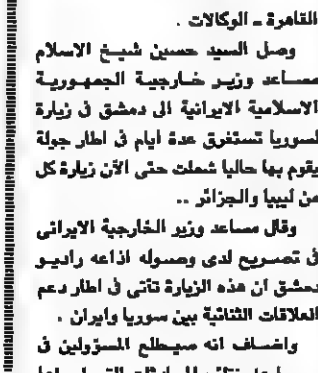 القاهرة ـ الوكالات .
وصل السيد حسين شيخ الاسلام
مساعد وزير خارجية الجمهورية
الاسلامية الايرانية الى دمشق في زيارة
لسوريا تستغرق عدة ايام في اطار جولة
يقوم بها حاليا شملت حتى الآن زيارة كل
من ليبيا والجزائر ..
وقال مساعد وزير الخارجية الايرانى
في تصريح لدى وصوله اذاعه راديو
دمشق ان هذه الزيارة تأتى في اطار دعم
العلاقات الثنائية بين سوريا وايران .
واضاف انه سيطلع المسؤولين في